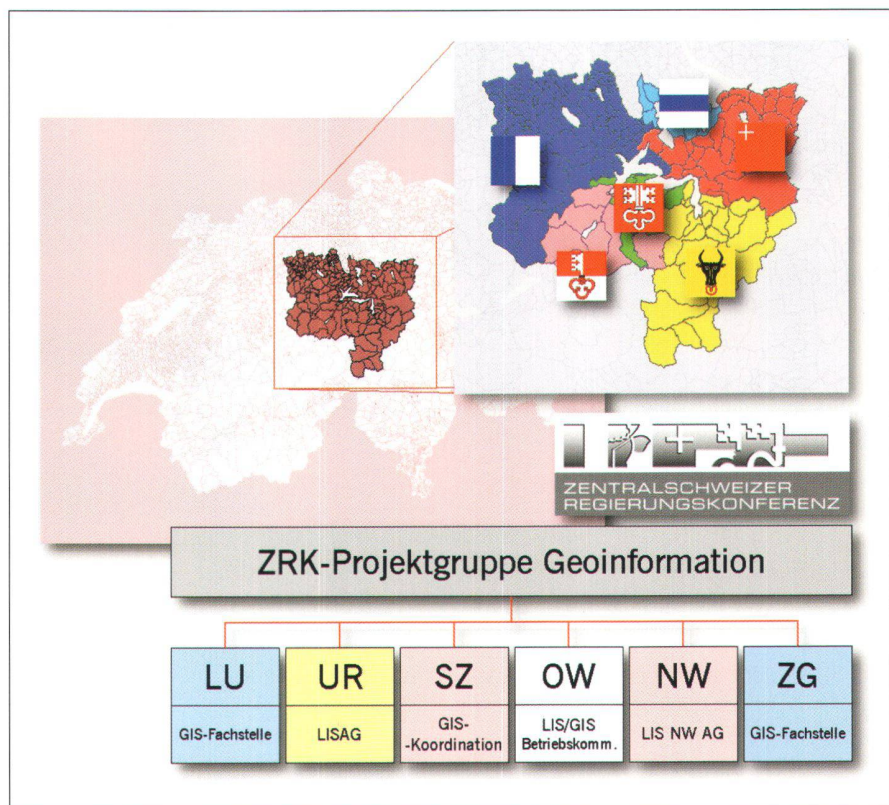 ZENTRALSCHWEIZER
REGIERUNGSKONFERENZ
ZRK-Projektgruppe Geoinformation
LU
UR
SZ
OW
NW
ZG
GIS-Fachstelle
LISAG
GIS-
-Koordination
LIS/GIS
Betriebskomm.
LIS NW AG
GIS-Fachstelle